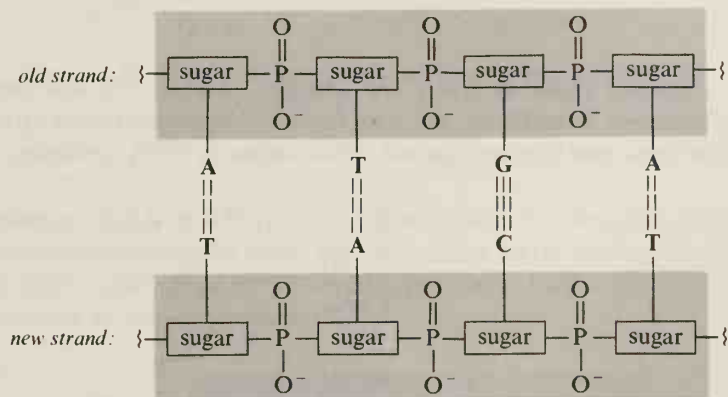 O O O
old strand: sugar P sugar P sugar P sugar
O⁻ O⁻ O⁻
A T G A
T A C T
O O O
new strand: sugar P sugar P sugar P sugar
O⁻ O⁻ O⁻